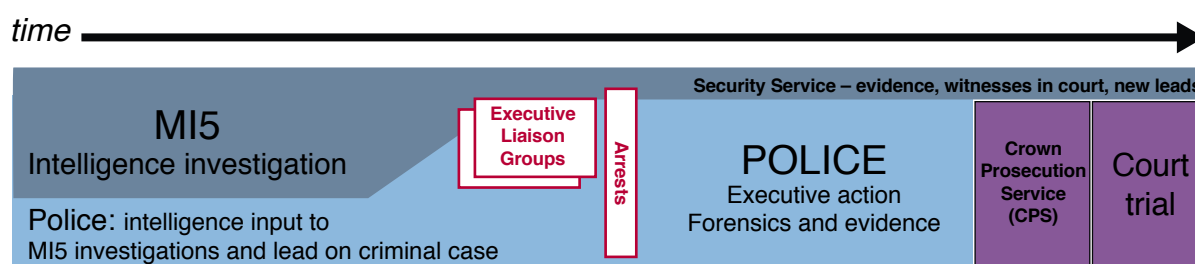 time
Security Service – evidence, witnesses in court, new leads
MI5
Intelligence investigation
Executive
Liaison
Groups
Arrests
POLICE
Executive action
Forensics and evidence
Crown
Prosecution
Service
(CPS)
Court
trial
Police: intelligence input to
MI5 investigations and lead on criminal case